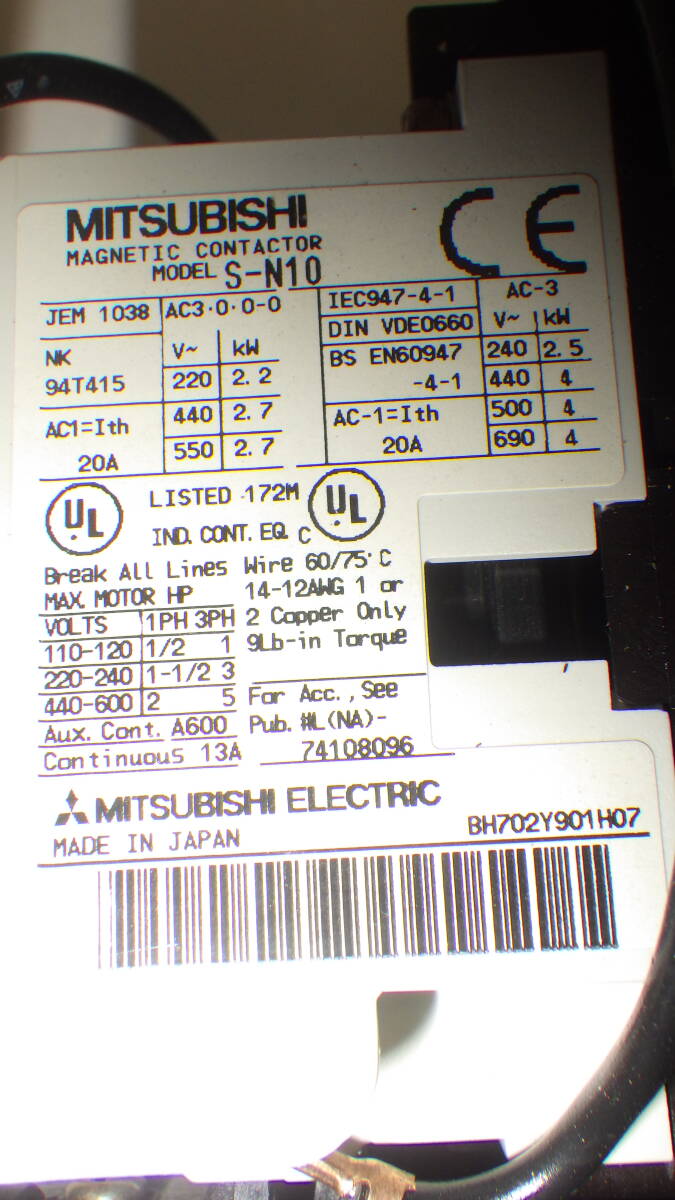 MITSUBISHI
MAGNETIC CONTACTOR
MODEL S-N10
CE
JEM 1038 AC3·0·0-0
NK
94T415
AC1=Ith
20A
V~ kW
220 2.2
440 2.7
550 2.7
IEC947-4-1
DIN VDE0660
BS EN60947
-4-1
AC-1=Ith
20A
AC-3
V~ kW
240 2.5
440 4
500 4
690 4
UL LISTED 172M UL
IND. CONT. EQ. C
Break All Lines
MAX. MOTOR HP
VOLTS 1PH 3PH
110-120 1/2 1
220-240 1-1/2 3
440-600 2 5
Aux. Cont. A600
Continuous 13A
Wire 60/75°C
14-12AWG 1 or
2 Copper Only
9Lb-in Torque
For Acc., See
Pub. #L(NA)-
74108096
MITSUBISHI ELECTRIC
MADE IN JAPAN BH702Y901H07